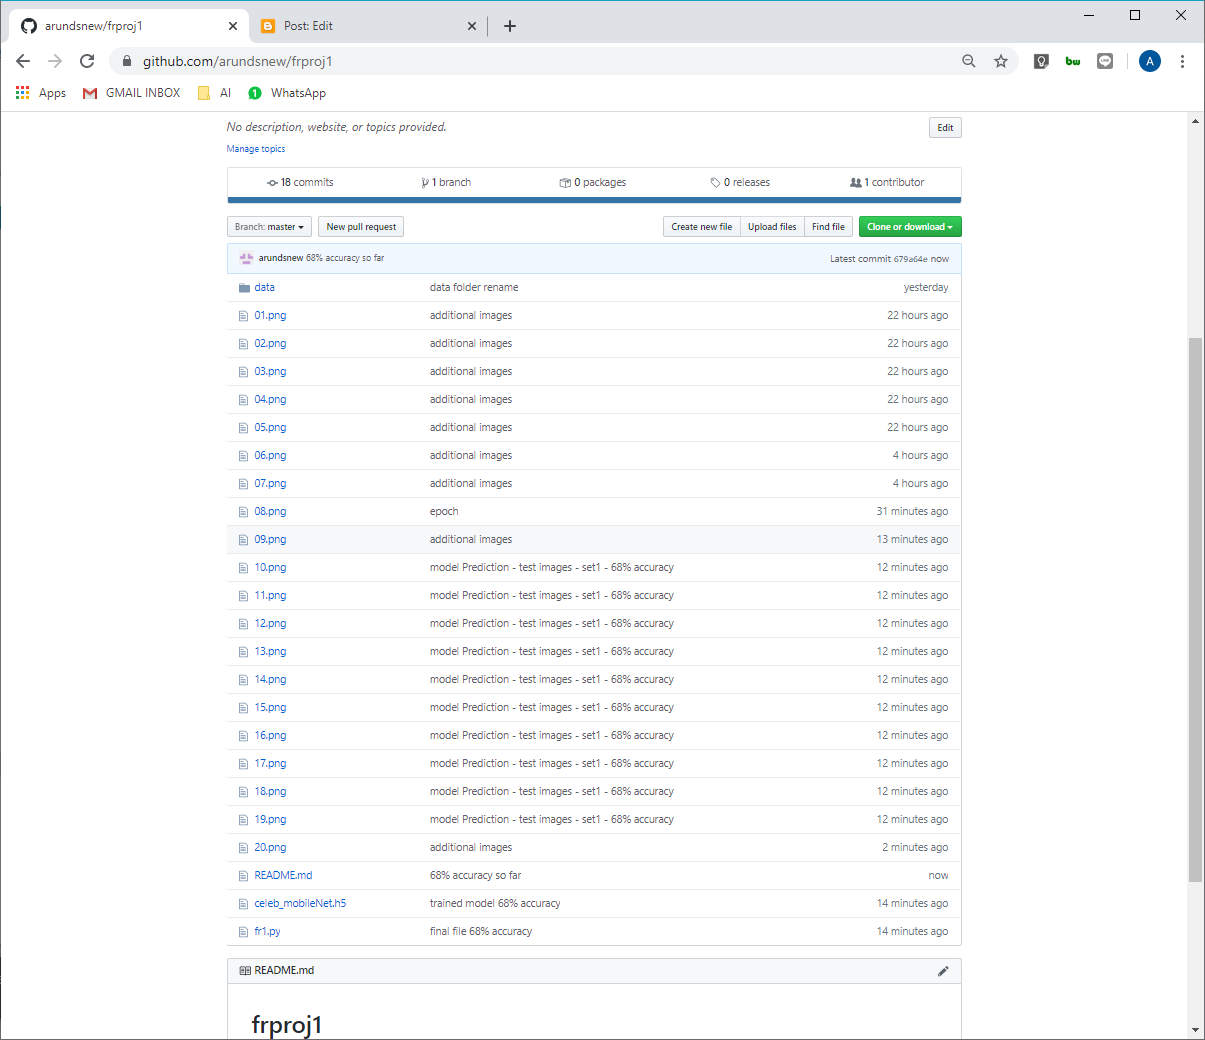 arundsnew/frproj1
Post: Edit
github.com/arundsnew/frproj1
A
Apps
GMAIL INBOX
AI
1
WhatsApp
No description, website, or topics provided.
Edit
Manage topics
18 commits
1 branch
0 packages
0 releases
1 contributor
Branch: master
New pull request
Create new file
Upload files
Find file
Clone or download
arundsnew 68% accuracy so far
Latest commit 679a64e now
data data folder rename yesterday
01.png additional images 22 hours ago
02.png additional images 22 hours ago
03.png additional images 22 hours ago
04.png additional images 22 hours ago
05.png additional images 22 hours ago
06.png additional images 4 hours ago
07.png additional images 4 hours ago
08.png epoch 31 minutes ago
09.png additional images 13 minutes ago
10.png model Prediction - test images - set1 - 68% accuracy 12 minutes ago
11.png model Prediction - test images - set1 - 68% accuracy 12 minutes ago
12.png model Prediction - test images - set1 - 68% accuracy 12 minutes ago
13.png model Prediction - test images - set1 - 68% accuracy 12 minutes ago
14.png model Prediction - test images - set1 - 68% accuracy 12 minutes ago
15.png model Prediction - test images - set1 - 68% accuracy 12 minutes ago
16.png model Prediction - test images - set1 - 68% accuracy 12 minutes ago
17.png model Prediction - test images - set1 - 68% accuracy 12 minutes ago
18.png model Prediction - test images - set1 - 68% accuracy 12 minutes ago
19.png model Prediction - test images - set1 - 68% accuracy 12 minutes ago
20.png additional images 2 minutes ago
README.md 68% accuracy so far now
celeb_mobileNet.h5 trained model 68% accuracy 14 minutes ago
fr1.py final file 68% accuracy 14 minutes ago
README.md
frproj1